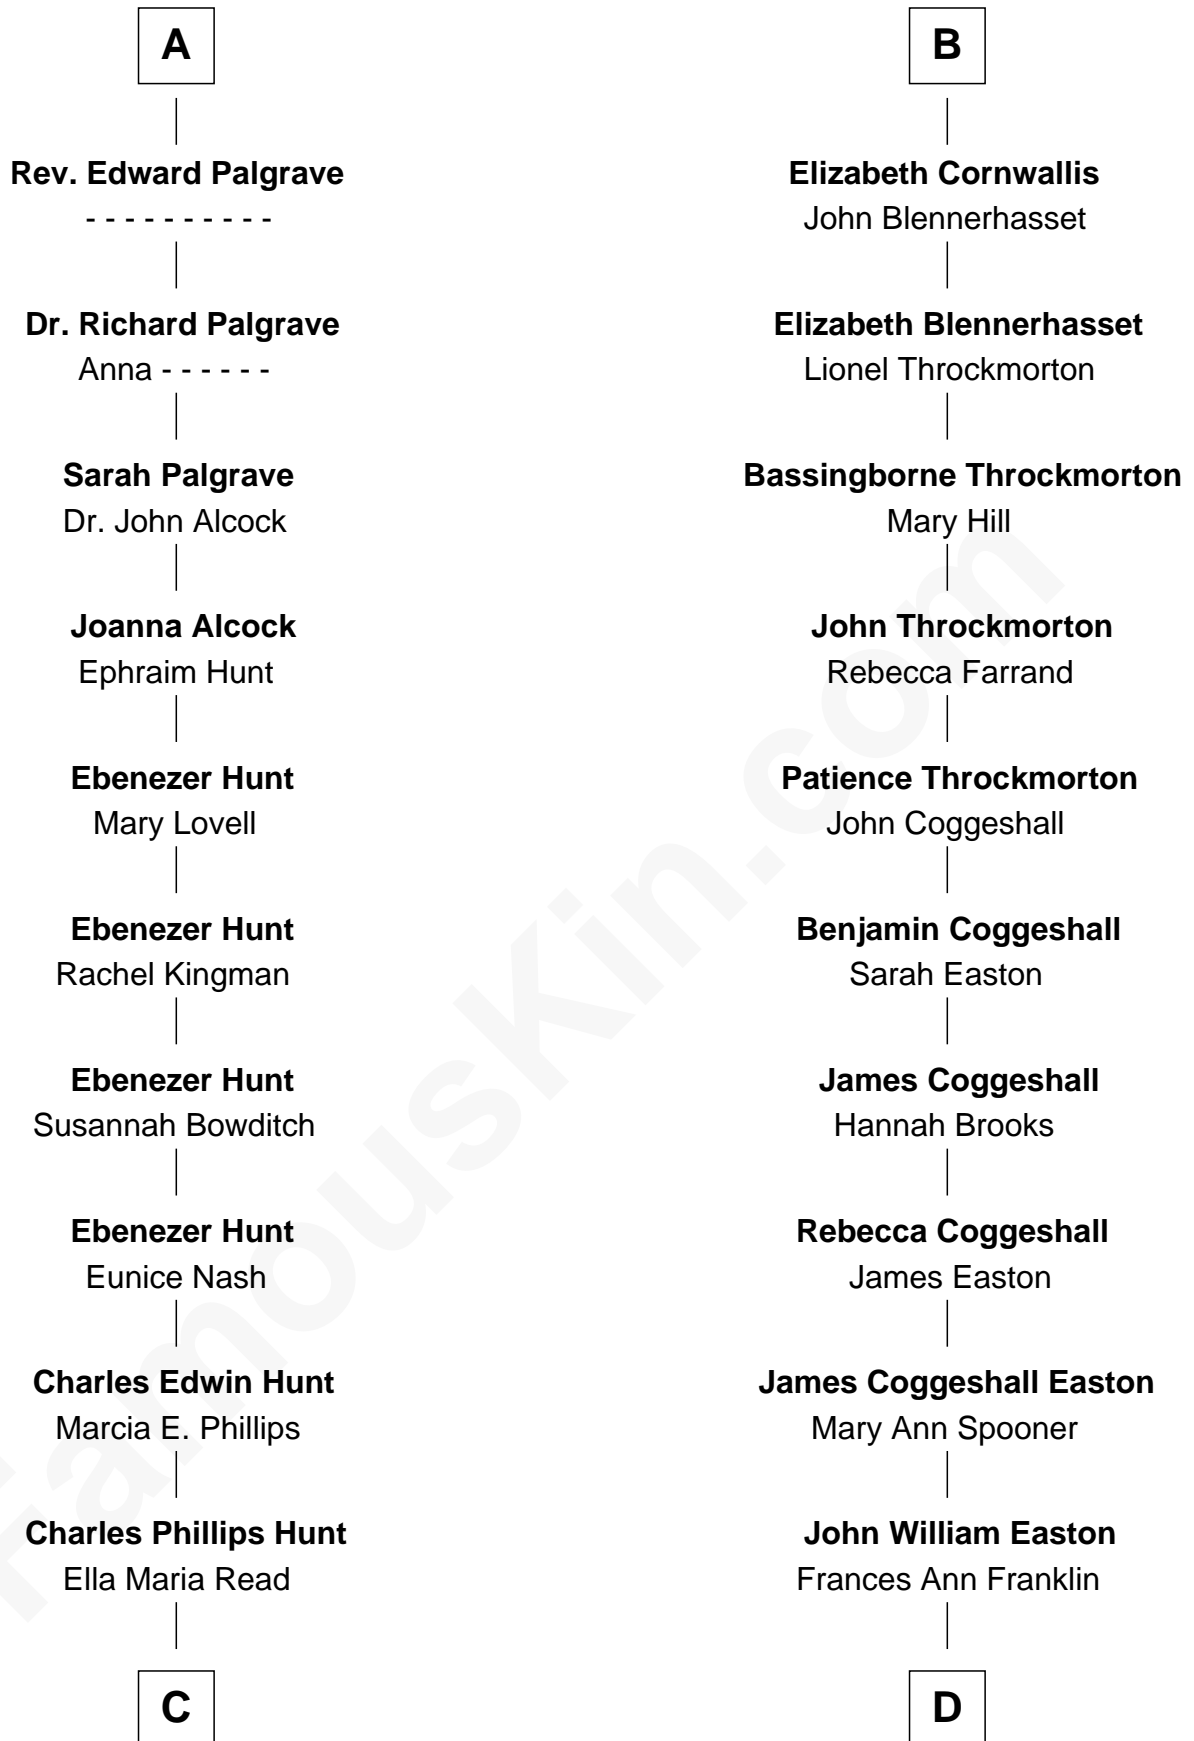 A
Rev. Edward Palgrave
- - - - - - - - - -
Dr. Richard Palgrave
Anna - - - - - -
Sarah Palgrave
Dr. John Alcock
Joanna Alcock
Ephraim Hunt
Ebenezer Hunt
Mary Lovell
Ebenezer Hunt
Rachel Kingman
Ebenezer Hunt
Susannah Bowditch
Ebenezer Hunt
Eunice Nash
Charles Edwin Hunt
Marcia E. Phillips
Charles Phillips Hunt
Ella Maria Read
C
B
Elizabeth Cornwallis
John Blennerhasset
Elizabeth Blennerhasset
Lionel Throckmorton
Bassingborne Throckmorton
Mary Hill
John Throckmorton
Rebecca Farrand
Patience Throckmorton
John Coggeshall
Benjamin Coggeshall
Sarah Easton
James Coggeshall
Hannah Brooks
Rebecca Coggeshall
James Easton
James Coggeshall Easton
Mary Ann Spooner
John William Easton
Frances Ann Franklin
D
FamousKin.com